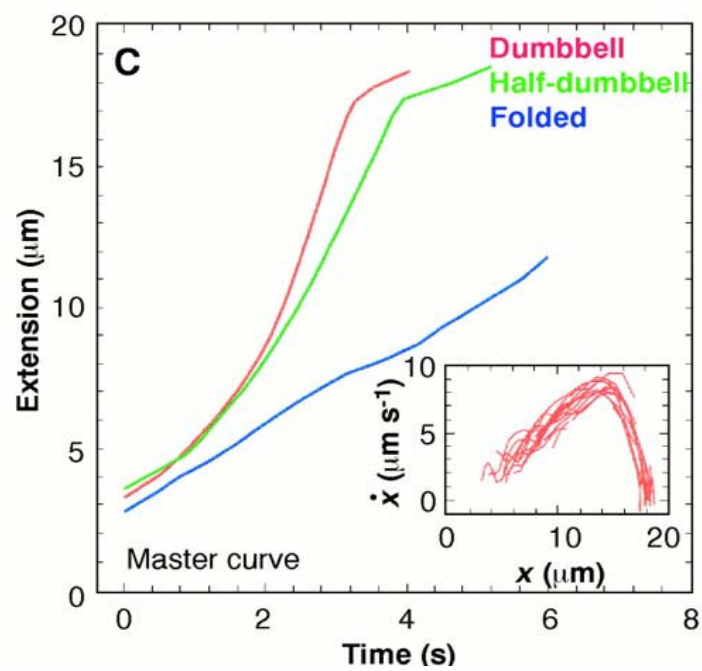 C
Dumbbell
Half-dumbbell
Folded
20
15
10
5
0
Extension (μm)
Master curve
0 2 4 6 8
Time (s)
10
5
0
ẋ (μm s⁻¹)
0 10 20
x (μm)